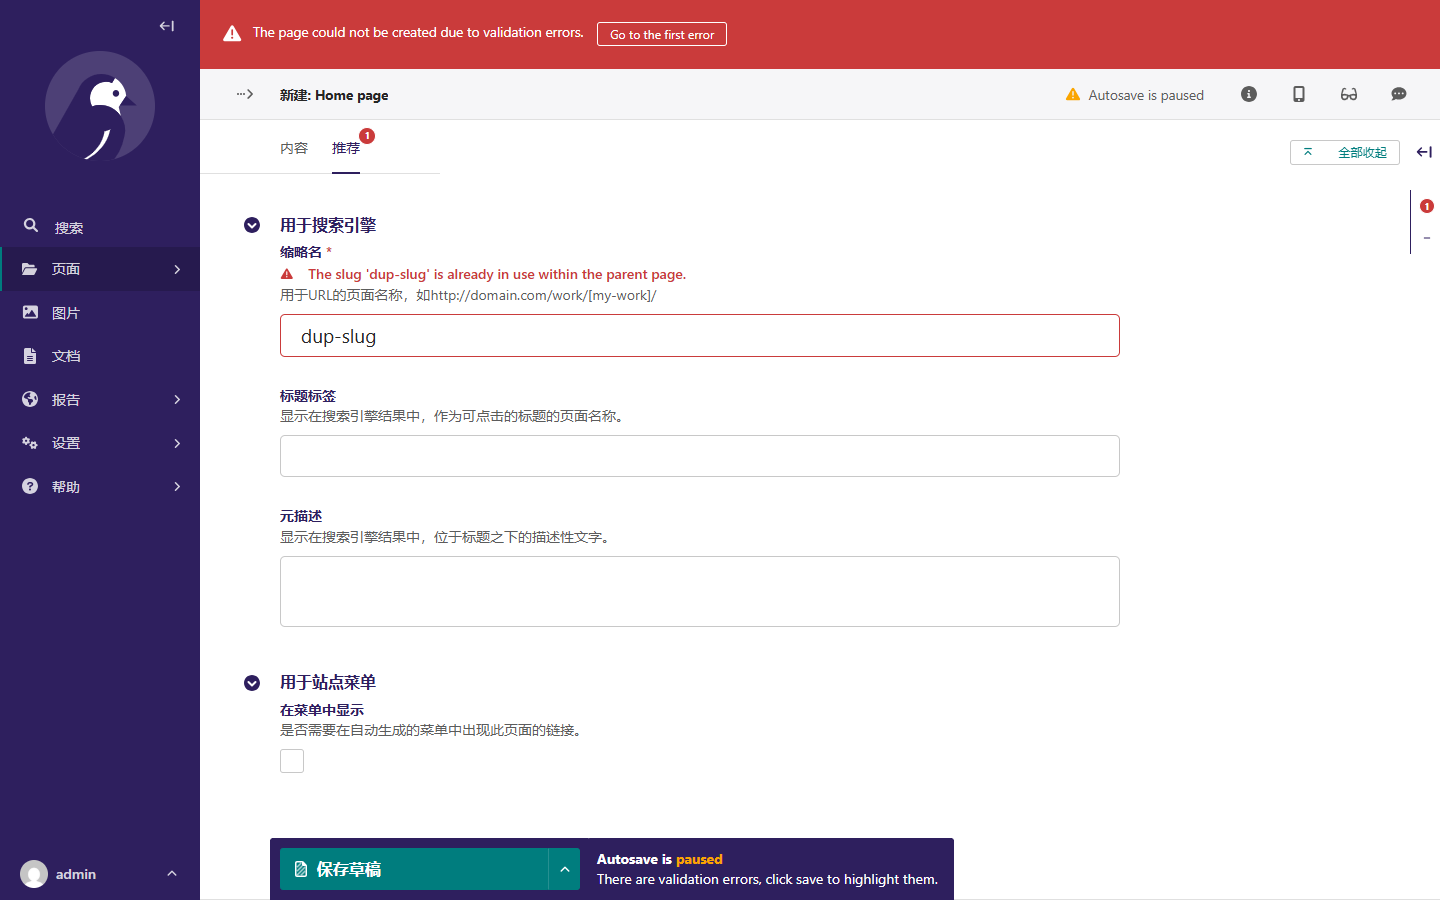 The page could not be created due to validation errors.
Go to the first error
新建: Home page
Autosave is paused
内容
推荐
1
全部收起
搜索
页面
图片
文档
报告
设置
帮助
admin
1
用于搜索引擎
缩略名 *
The slug 'dup-slug' is already in use within the parent page.
用于URL的页面名称，如http://domain.com/work/[my-work]/
dup-slug
标题标签
显示在搜索引擎结果中，作为可点击的标题的页面名称。
元描述
显示在搜索引擎结果中，位于标题之下的描述性文字。
用于站点菜单
在菜单中显示
是否需要在自动生成的菜单中出现此页面的链接。
保存草稿
Autosave is paused
There are validation errors, click save to highlight them.